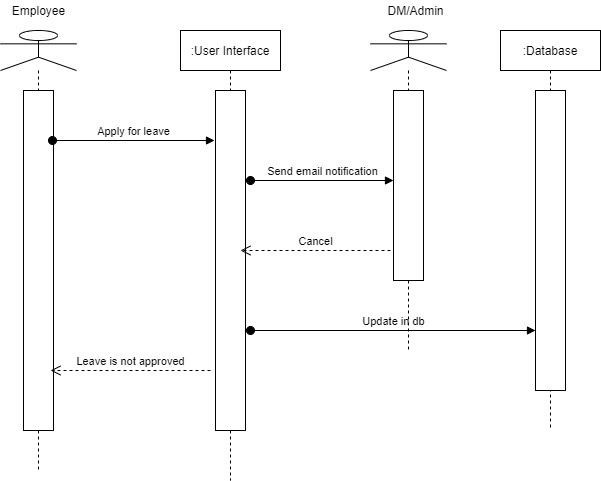 Employee
DM/Admin
:User Interface
:Database
Apply for leave
Send email notification
Cancel
Update in db
Leave is not approved